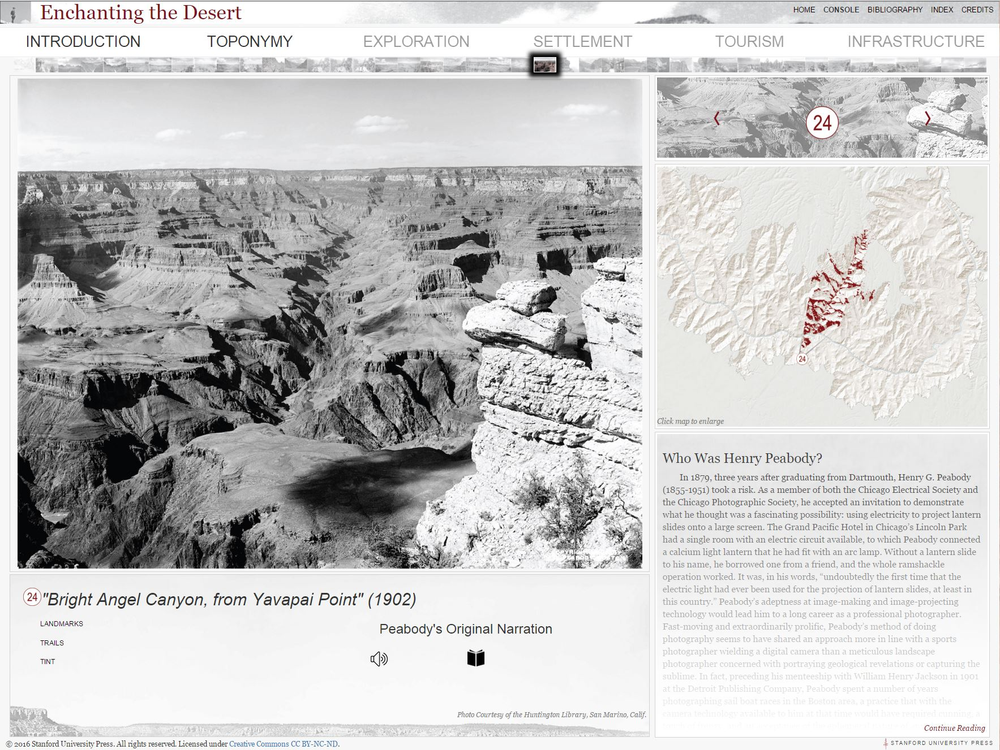 Enchanting the Desert
HOME CONSOLE BIBLIOGRAPHY INDEX CREDITS
INTRODUCTION TOPONYMY EXPLORATION SETTLEMENT TOURISM INFRASTRUCTURE
24
24
Click map to enlarge
Who Was Henry Peabody?
In 1879, three years after graduating from Dartmouth, Henry G. Peabody
(1855-1951) took a risk. As a member of both the Chicago Electrical Society and
the Chicago Photographic Society, he accepted an invitation to demonstrate
what he thought was a fascinating possibility: using electricity to project lantern
slides onto a large screen. The Grand Pacific Hotel in Chicago's Lincoln Park
had a single room with an electric circuit available, to which Peabody connected
a calcium light lantern that he had fit with an arc lamp. Without a lantern slide
to his name, he borrowed one from a friend, and the whole ramshackle
operation worked. It was, in his words, “undoubtedly the first time that the
electric light had ever been used for the projection of lantern slides, at least in
this country.” Peabody's adeptness at image-making and image-projecting
technology would lead him to a long career as a professional photographer.
Fast-moving and extraordinarily prolific, Peabody's method of doing
photography seems to have shared an approach more in line with a sports
photographer wielding a digital camera than a meticulous landscape
photographer concerned with portraying geological revelations or capturing the
sublime. In fact, preceding his menteeship with William Henry Jackson in 1901
at the Detroit Publishing Company, Peabody spent a number of years
photographing sail boat races in the Boston area, a practice that with the
camera technology available to him at that time would have required cunning, a
Continue Reading
24 "Bright Angel Canyon, from Yavapai Point" (1902)
LANDMARKS
TRAILS
TINT
Peabody's Original Narration
Photo Courtesy of the Huntington Library, San Marino, Calif.
© 2016 Stanford University Press. All rights reserved. Licensed under Creative Commons CC BY-NC-ND.
STANFORD UNIVERSITY PRESS